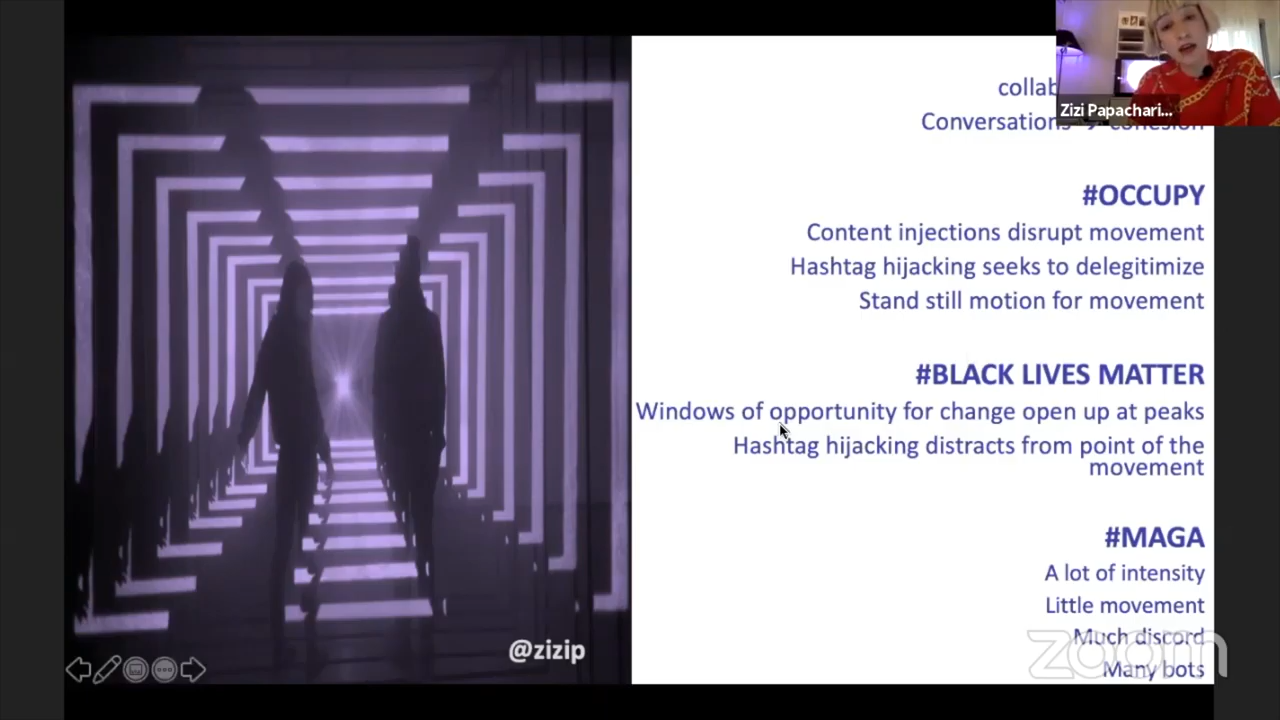 Zizi Papachari...
Conversations → cohesion
#OCCUPY
Content injections disrupt movement
Hashtag hijacking seeks to delegitimize
Stand still motion for movement
#BLACK LIVES MATTER
Windows of opportunity for change open up at peaks
Hashtag hijacking distracts from point of the
movement
#MAGA
A lot of intensity
Little movement
Much discord
Many bots
@zizip
zoom